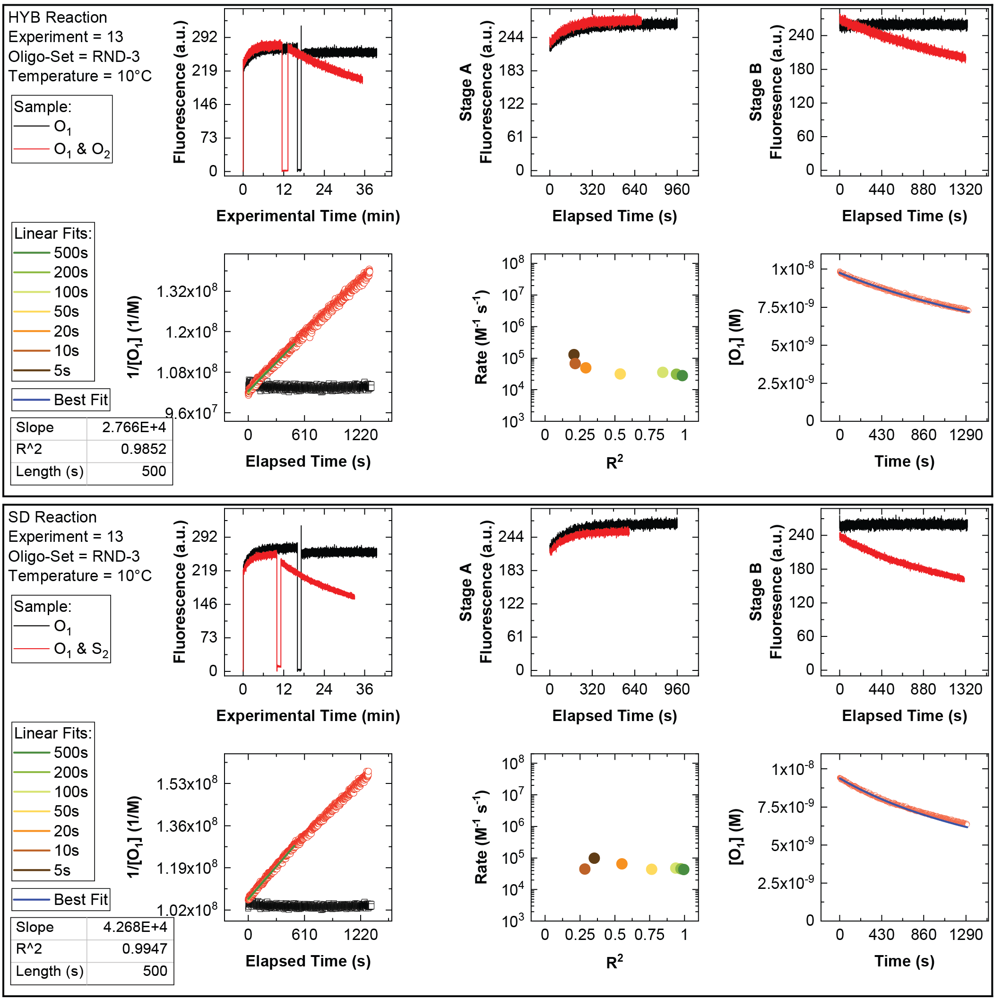 HYB Reaction
Experiment = 13
Oligo-Set = RND-3
Temperature = 10°C
Sample:
O1
O1 & O2
Fluorescence (a.u.)
292
219
146
73
0
0 12 24 36
Experimental Time (min)
Stage A
Fluorescence (a.u.)
244
183
122
61
0
0 320 640 960
Elapsed Time (s)
Stage B
Fluoresence (a.u.)
240
180
120
60
0
0 440 880 1320
Elapsed Time (s)
Linear Fits:
500s
200s
100s
50s
20s
10s
5s
Best Fit
Slope 2.766E+4
R^2 0.9852
Length (s) 500
1/[O1] (1/M)
1.32x10^8
1.2x10^8
1.08x10^8
9.6x10^7
0 610 1220
Elapsed Time (s)
Rate (M^-1 s^-1)
10^8
10^7
10^6
10^5
10^4
10^3
0 0.25 0.5 0.75 1
R^2
[O1] (M)
1x10^-8
7.5x10^-9
5x10^-9
2.5x10^-9
0
0 430 860 1290
Time (s)
SD Reaction
Experiment = 13
Oligo-Set = RND-3
Temperature = 10°C
Sample:
O1
O1 & S2
Fluorescence (a.u.)
292
219
146
73
0
0 12 24 36
Experimental Time (min)
Stage A
Fluorescence (a.u.)
244
183
122
61
0
0 320 640 960
Elapsed Time (s)
Stage B
Fluoresence (a.u.)
240
180
120
60
0
0 440 880 1320
Elapsed Time (s)
Linear Fits:
500s
200s
100s
50s
20s
10s
5s
Best Fit
Slope 4.268E+4
R^2 0.9947
Length (s) 500
1/[O1] (1/M)
1.53x10^8
1.36x10^8
1.19x10^8
1.02x10^8
0 610 1220
Elapsed Time (s)
Rate (M^-1 s^-1)
10^8
10^7
10^6
10^5
10^4
10^3
0 0.25 0.5 0.75 1
R^2
[O1] (M)
1x10^-8
7.5x10^-9
5x10^-9
2.5x10^-9
0
0 430 860 1290
Time (s)